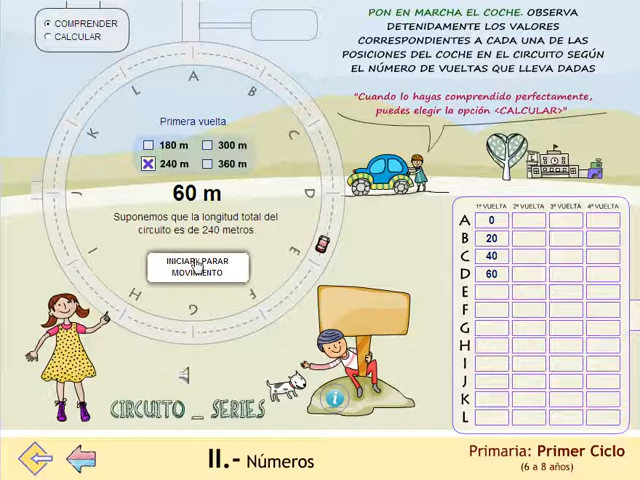 COMPRENDER
CALCULAR
PON EN MARCHA EL COCHE. OBSERVA
DETENIDAMENTE LOS VALORES
CORRESPONDIENTES A CADA UNA DE LAS
POSICIONES DEL COCHE EN EL CIRCUITO SEGÚN
EL NÚMERO DE VUELTAS QUE LLEVA DADAS
"Cuando lo hayas comprendido perfectamente,
puedes elegir la opción <CALCULAR>"
A
B
C
D
E
F
G
H
I
J
K
L
Primera vuelta.
180 m 300 m
240 m 360 m
60 m
Suponemos que la longitud total del
circuito es de 240 metros
INICIAR / PARAR
MOVIMIENTO
1ª VUELTA 2ª VUELTA 3ª VUELTA 4ª VUELTA
A 0
B 20
C 40
D 60
E
F
G
H
I
J
K
L
CIRCUITO _ SERIES
i
II.- Números
Primaria: Primer Ciclo
(6 a 8 años)